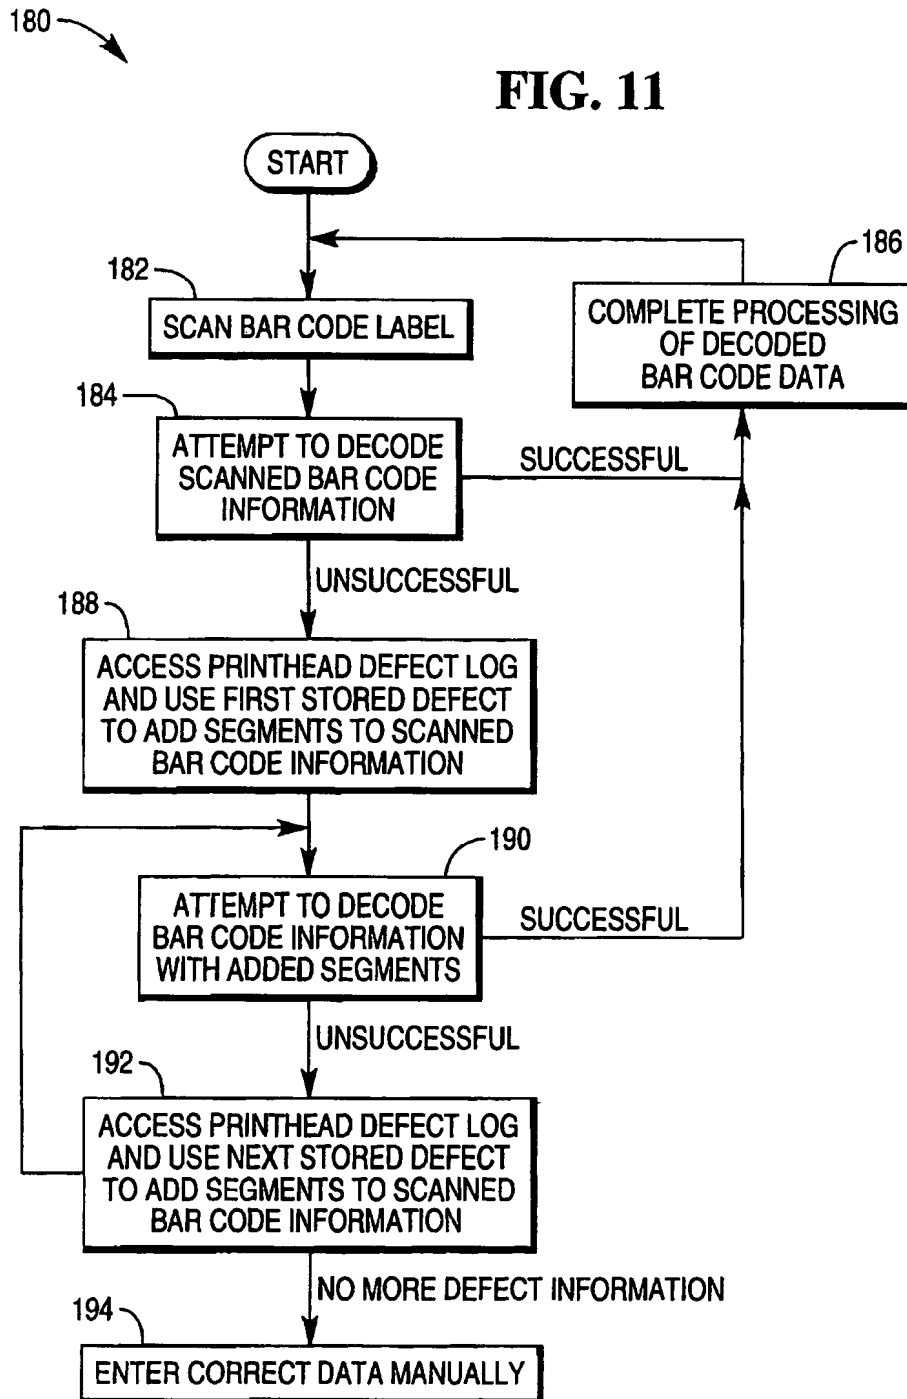 180
FIG. 11
START
186
182
SCAN BAR CODE LABEL
COMPLETE PROCESSING
OF DECODED
BAR CODE DATA
184
ATTEMPT TO DECODE
SCANNED BAR CODE
INFORMATION
SUCCESSFUL
UNSUCCESSFUL
188
ACCESS PRINTHEAD DEFECT LOG
AND USE FIRST STORED DEFECT
TO ADD SEGMENTS TO SCANNED
BAR CODE INFORMATION
190
ATTEMPT TO DECODE
BAR CODE INFORMATION
WITH ADDED SEGMENTS
SUCCESSFUL
UNSUCCESSFUL
192
ACCESS PRINTHEAD DEFECT LOG
AND USE NEXT STORED DEFECT
TO ADD SEGMENTS TO SCANNED
BAR CODE INFORMATION
NO MORE DEFECT INFORMATION
194
ENTER CORRECT DATA MANUALLY